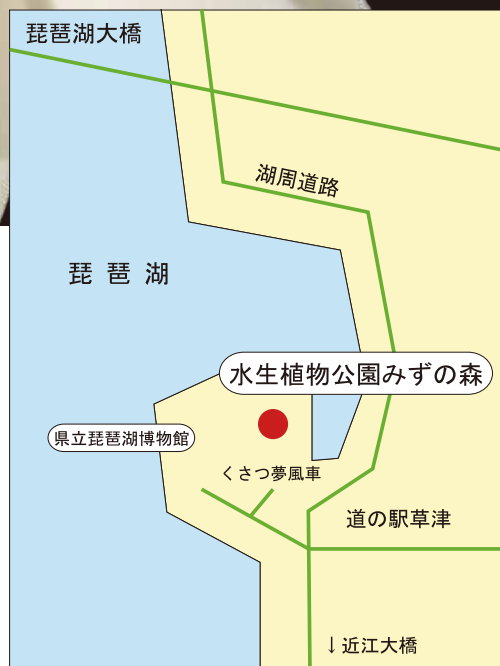 琵琶湖大橋
湖周道路
琵琶湖
水生植物公園みずの森
県立琵琶湖博物館
くさつ夢風車
道の駅草津
↓近江大橋